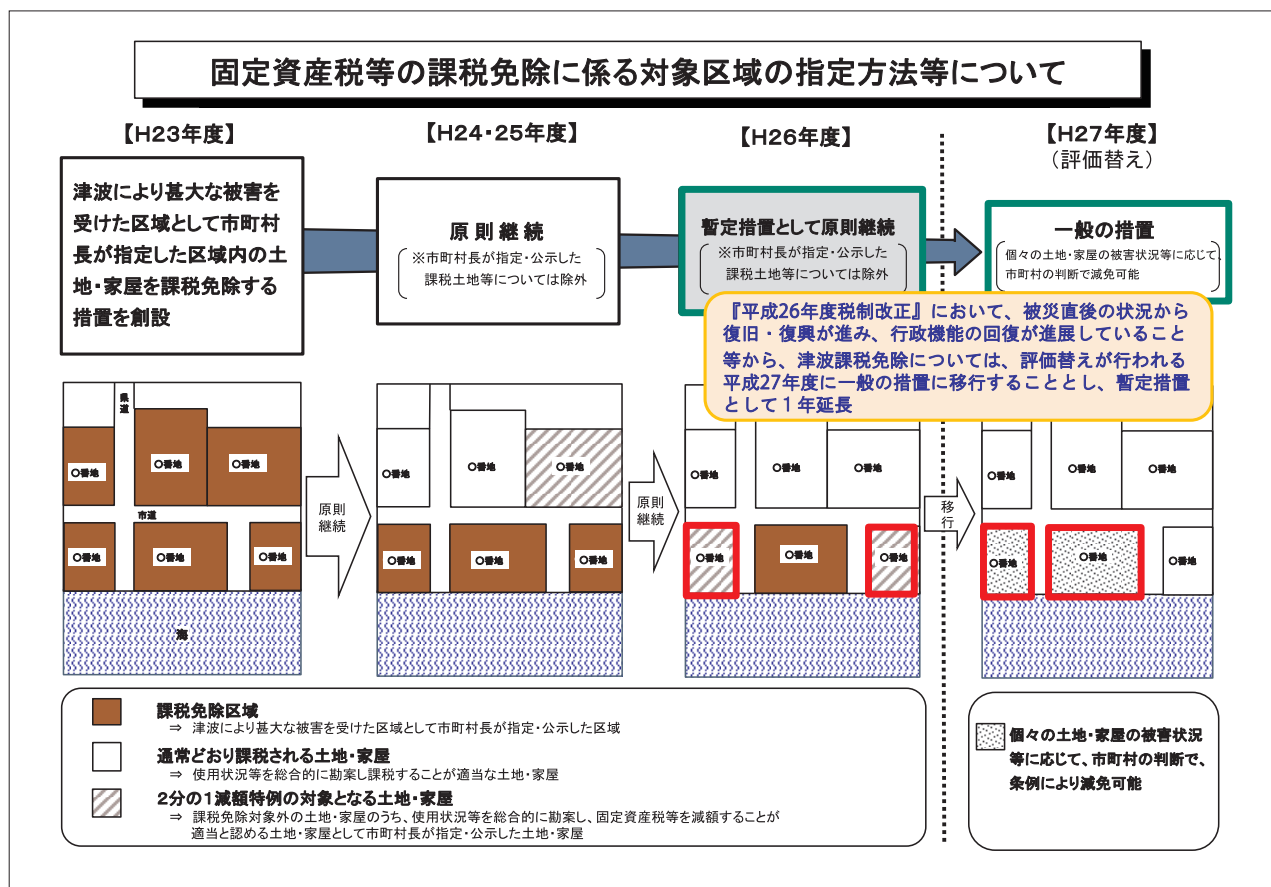 固定資産税等の課税免除に係る対象区域の指定方法等について
【H23年度】
津波により甚大な被害を
受けた区域として市町村
長が指定した区域内の土
地・家屋を課税免除する
措置を創設
【H24・25年度】
原則継続
※市町村長が指定・公示した
課税土地等については除外
【H26年度】
暫定措置として原則継続
※市町村長が指定・公示した
課税土地等については除外
【H27年度】
（評価替え）
一般の措置
個々の土地・家屋の被害状況等に応じて、
市町村の判断で減免可能
『平成26年度税制改正』において、被災直後の状況から
復旧・復興が進み、行政機能の回復が進展していること
等から、津波課税免除については、評価替えが行われる
平成27年度に一般の措置に移行することとし、暫定措置
として１年延長
県道
○番地
○番地
○番地
市道
○番地
○番地
○番地
海
原則
継続
○番地
○番地
○番地
○番地
○番地
○番地
原則
継続
○番地
○番地
○番地
○番地
○番地
○番地
移行
○番地
○番地
○番地
○番地
○番地
○番地
課税免除区域
⇒ 津波により甚大な被害を受けた区域として市町村長が指定・公示した区域
通常どおり課税される土地・家屋
⇒ 使用状況等を総合的に勘案し課税することが適当な土地・家屋
２分の１減額特例の対象となる土地・家屋
⇒ 課税免除対象外の土地・家屋のうち、使用状況等を総合的に勘案し、固定資産税等を減額することが
適当と認める土地・家屋として市町村長が指定・公示した土地・家屋
個々の土地・家屋の被害状況
等に応じて、市町村の判断で、
条例により減免可能